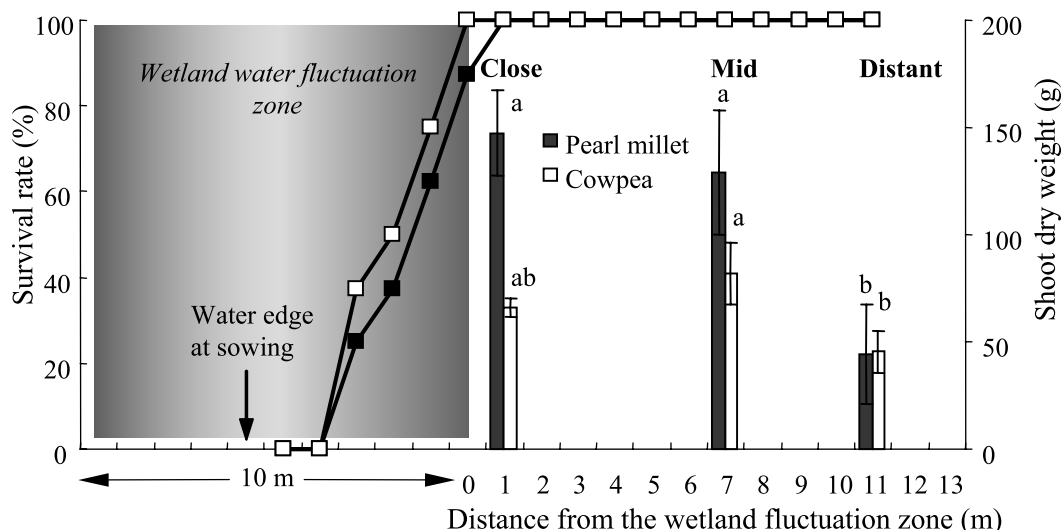 100
80
60
40
20
0
Survival rate (%)
Wetland water fluctuation
zone
Water edge
at sowing
10 m
Close
Mid
Distant
a
ab
a
a
b
b
Pearl millet
Cowpea
200
150
100
50
0
Shoot dry weight (g)
0 1 2 3 4 5 6 7 8 9 10 11 12 13
Distance from the wetland fluctuation zone (m)